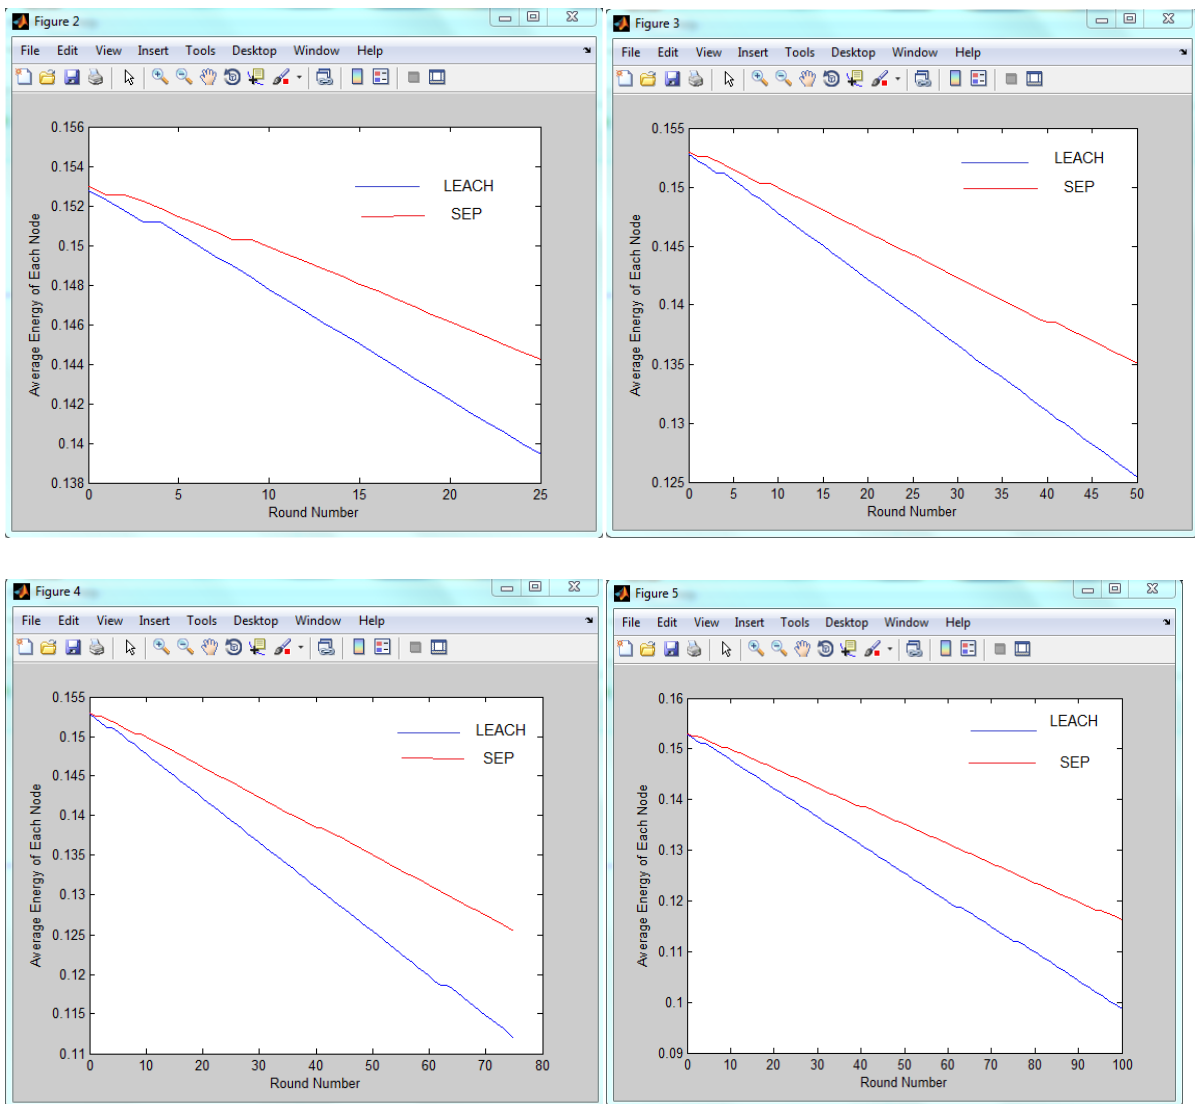 Figure 2
File Edit View Insert Tools Desktop Window Help
0.156
0.154
0.152
0.15
0.148
0.146
0.144
0.142
0.14
0.138
Average Energy of Each Node
LEACH
SEP
0 5 10 15 20 25
Round Number
Figure 3
File Edit View Insert Tools Desktop Window Help
0.155
0.15
0.145
0.14
0.135
0.13
0.125
Average Energy of Each Node
LEACH
SEP
0 5 10 15 20 25 30 35 40 45 50
Round Number
Figure 4
File Edit View Insert Tools Desktop Window Help
0.155
0.15
0.145
0.14
0.135
0.13
0.125
0.12
0.115
0.11
Average Energy of Each Node
LEACH
SEP
0 10 20 30 40 50 60 70 80
Round Number
Figure 5
File Edit View Insert Tools Desktop Window Help
0.16
0.15
0.14
0.13
0.12
0.11
0.1
0.09
Average Energy of Each Node
LEACH
SEP
0 10 20 30 40 50 60 70 80 90 100
Round Number